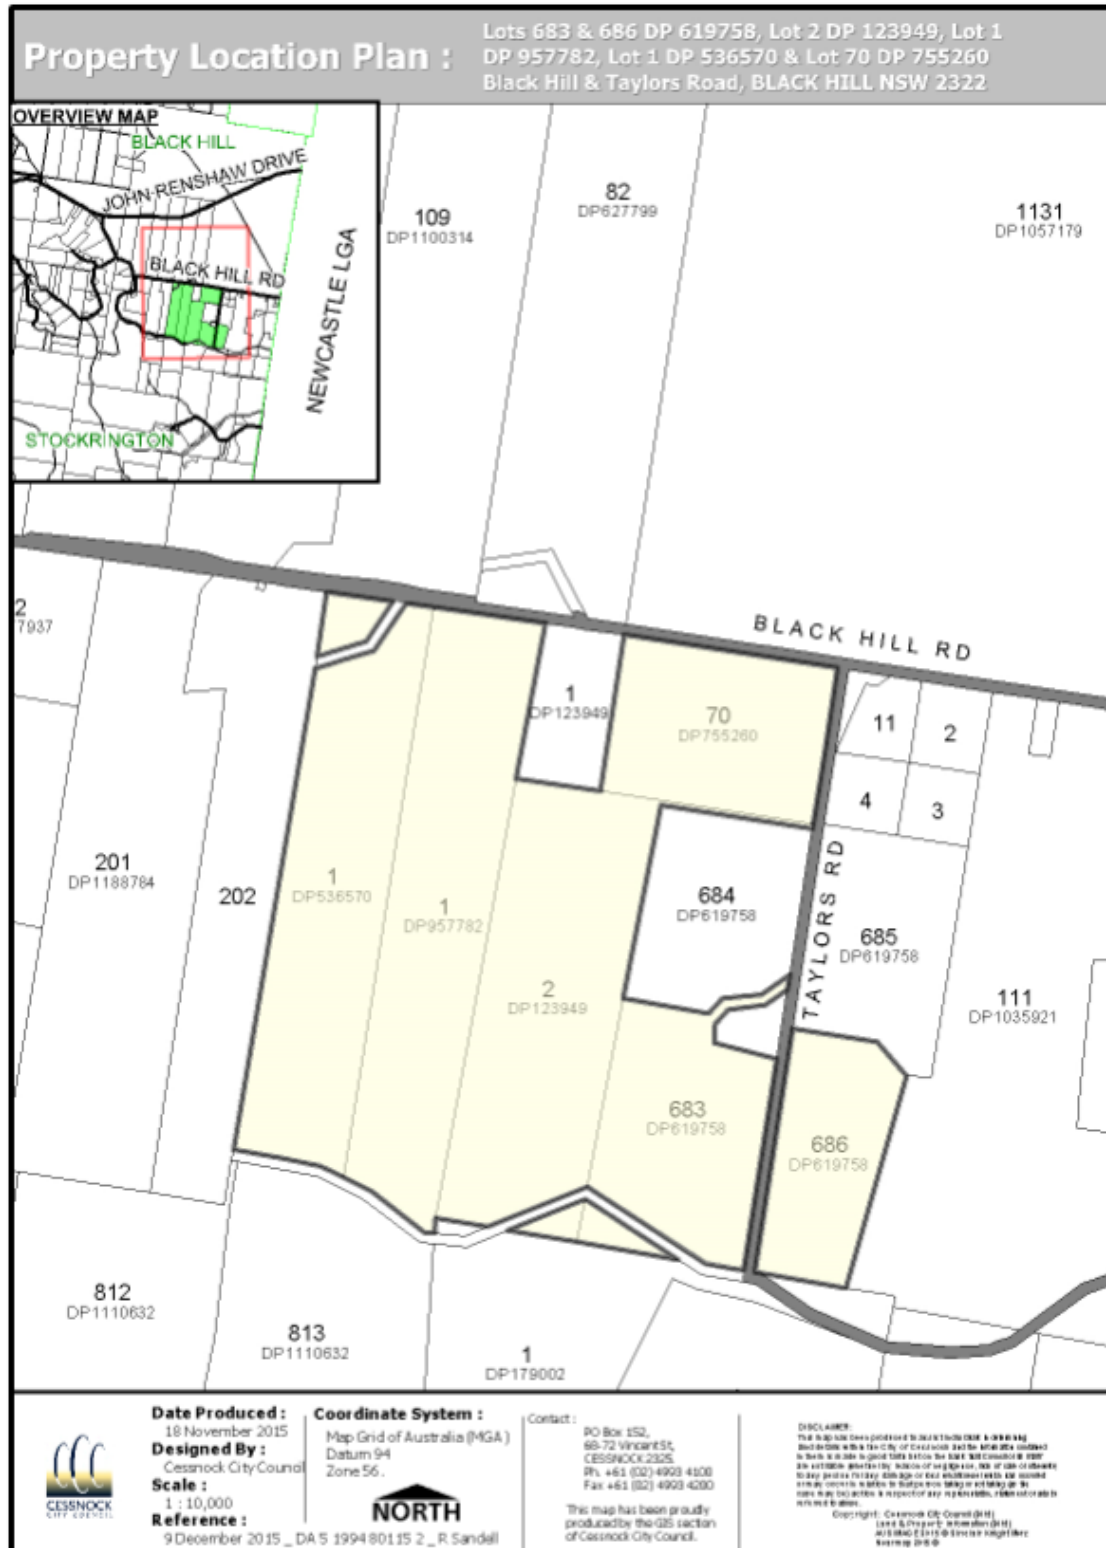 Property Location Plan :
Lots 683 & 686 DP 619758, Lot 2 DP 123949, Lot 1
DP 957782, Lot 1 DP 536570 & Lot 70 DP 755260
Black Hill & Taylors Road, BLACK HILL NSW 2322
OVERVIEW MAP
BLACK HILL
JOHN RENSHAW DRIVE
BLACK HILL RD
NEWCASTLE LGA
STOCKRINGTON
109
DP1100314
82
DP627799
1131
DP1057179
2
7937
BLACK HILL RD
1
DP123949
70
DP755260
11
2
4
3
201
DP1188784
202
1
DP536570
1
DP957782
684
DP619758
TAYLORS RD
685
DP619758
2
DP123949
111
DP1035921
683
DP619758
686
DP619758
812
DP1110632
813
DP1110632
1
DP179002
CESSNOCK
CITY COUNCIL
Date Produced :
18 November 2015
Designed By :
Cessnock City Council
Scale :
1 : 10,000
Reference :
9 December 2015 _ DA 5 1994 80115 2 _ R Sandell
Coordinate System :
Map Grid of Australia (MGA)
Datum 94
Zone 56.
NORTH
Contact :
PO Box 152,
68-72 Vincent St,
CESSNOCK 2325.
Ph. +61 (02) 4993 4100
Fax +61 (02) 4993 4200
This map has been proudly
produced by the GIS section
of Cessnock City Council.
DISCLAIMER:
Copyright: Cessnock City Council